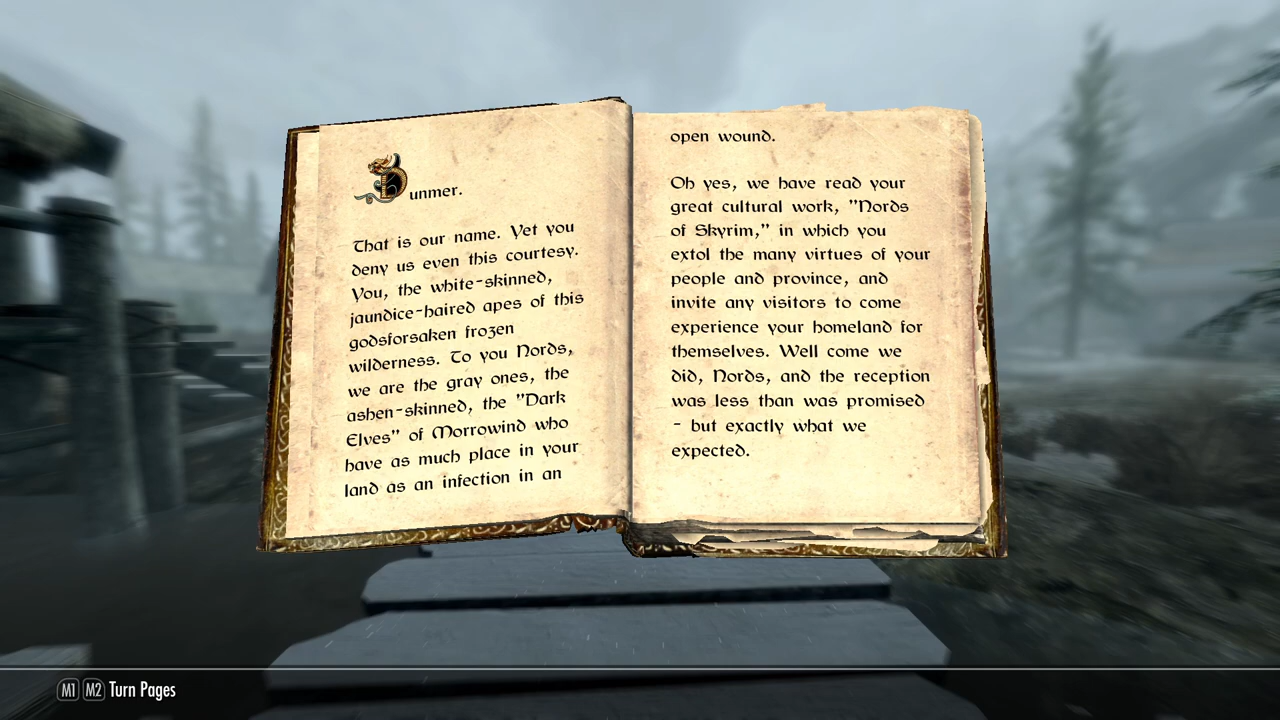 Dunmer.
That is our name. Yet you
deny us even this courtesy.
You, the white-skinned,
jaundice-haired apes of this
godsforsaken frozen
wilderness. To you Nords,
we are the gray ones, the
ashen-skinned, the "Dark
Elves" of Morrowind who
have as much place in your
land as an infection in an
open wound.
Oh yes, we have read your
great cultural work, "Nords
of Skyrim," in which you
extol the many virtues of your
people and province, and
invite any visitors to come
experience your homeland for
themselves. Well come we
did, Nords, and the reception
was less than was promised
- but exactly what we
expected.
M1 M2 Turn Pages